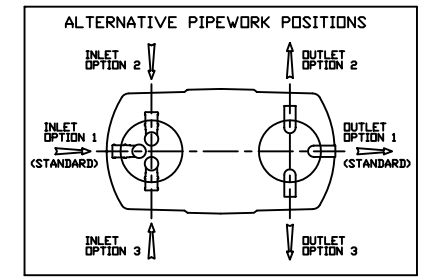 ALTERNATIVE PIPEWORK POSITIONS
INLET
OPTION 2
OUTLET
OPTION 2
INLET
OPTION 1
(STANDARD)
OUTLET
OPTION 1
(STANDARD)
INLET
OPTION 3
OUTLET
OPTION 3